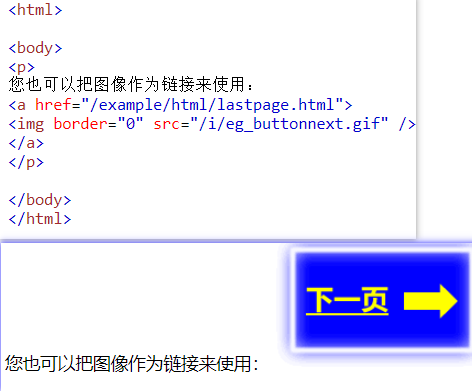 <html>
<body>
<p>
您也可以把图像作为链接来使用：
<a href="/example/html/lastpage.html">
<img border="0" src="/i/eg_buttonnext.gif" />
</a>
</p>
</body>
</html>
下一页
您也可以把图像作为链接来使用：